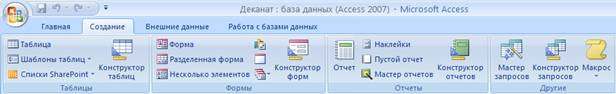 Деканат : база данных (Access 2007) - Microsoft Access
Главная Создание Внешние данные Работа с базами данных
Таблица
Шаблоны таблиц
Списки SharePoint
Конструктор таблиц
Таблицы
Форма
Разделенная форма
Несколько элементов
Конструктор форм
Формы
Отчет
Наклейки
Пустой отчет
Мастер отчетов
Конструктор отчетов
Отчеты
Мастер запросов
Конструктор запросов
Макрос
Другие